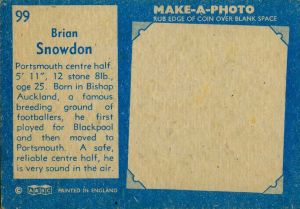 99
Brian
Snowdon
Portsmouth centre half.
5' 11", 12 stone 8lb.,
age 25. Born in Bishop
Auckland, a famous
breeding ground of
footballers, he first
played for Blackpool
and then moved to
Portsmouth. A safe,
reliable centre half, he
is very sound in the air.
© A&BC PRINTED IN ENGLAND
MAKE-A-PHOTO
RUB EDGE OF COIN OVER BLANK SPACE